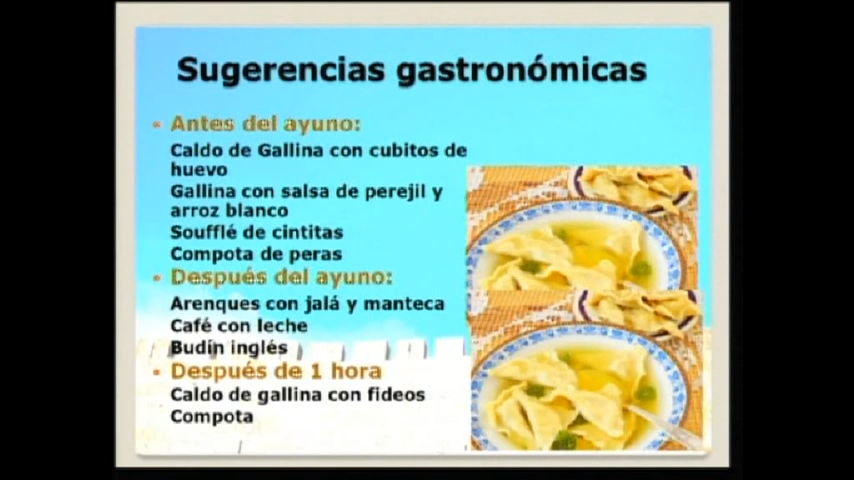 Sugerencias gastronómicas
Antes del ayuno:
Caldo de Gallina con cubitos de
huevo
Gallina con salsa de perejil y
arroz blanco
Soufflé de cintitas
Compota de peras
Después del ayuno:
Arenques con jalá y manteca
Café con leche
Budín inglés
Después de 1 hora
Caldo de gallina con fideos
Compota